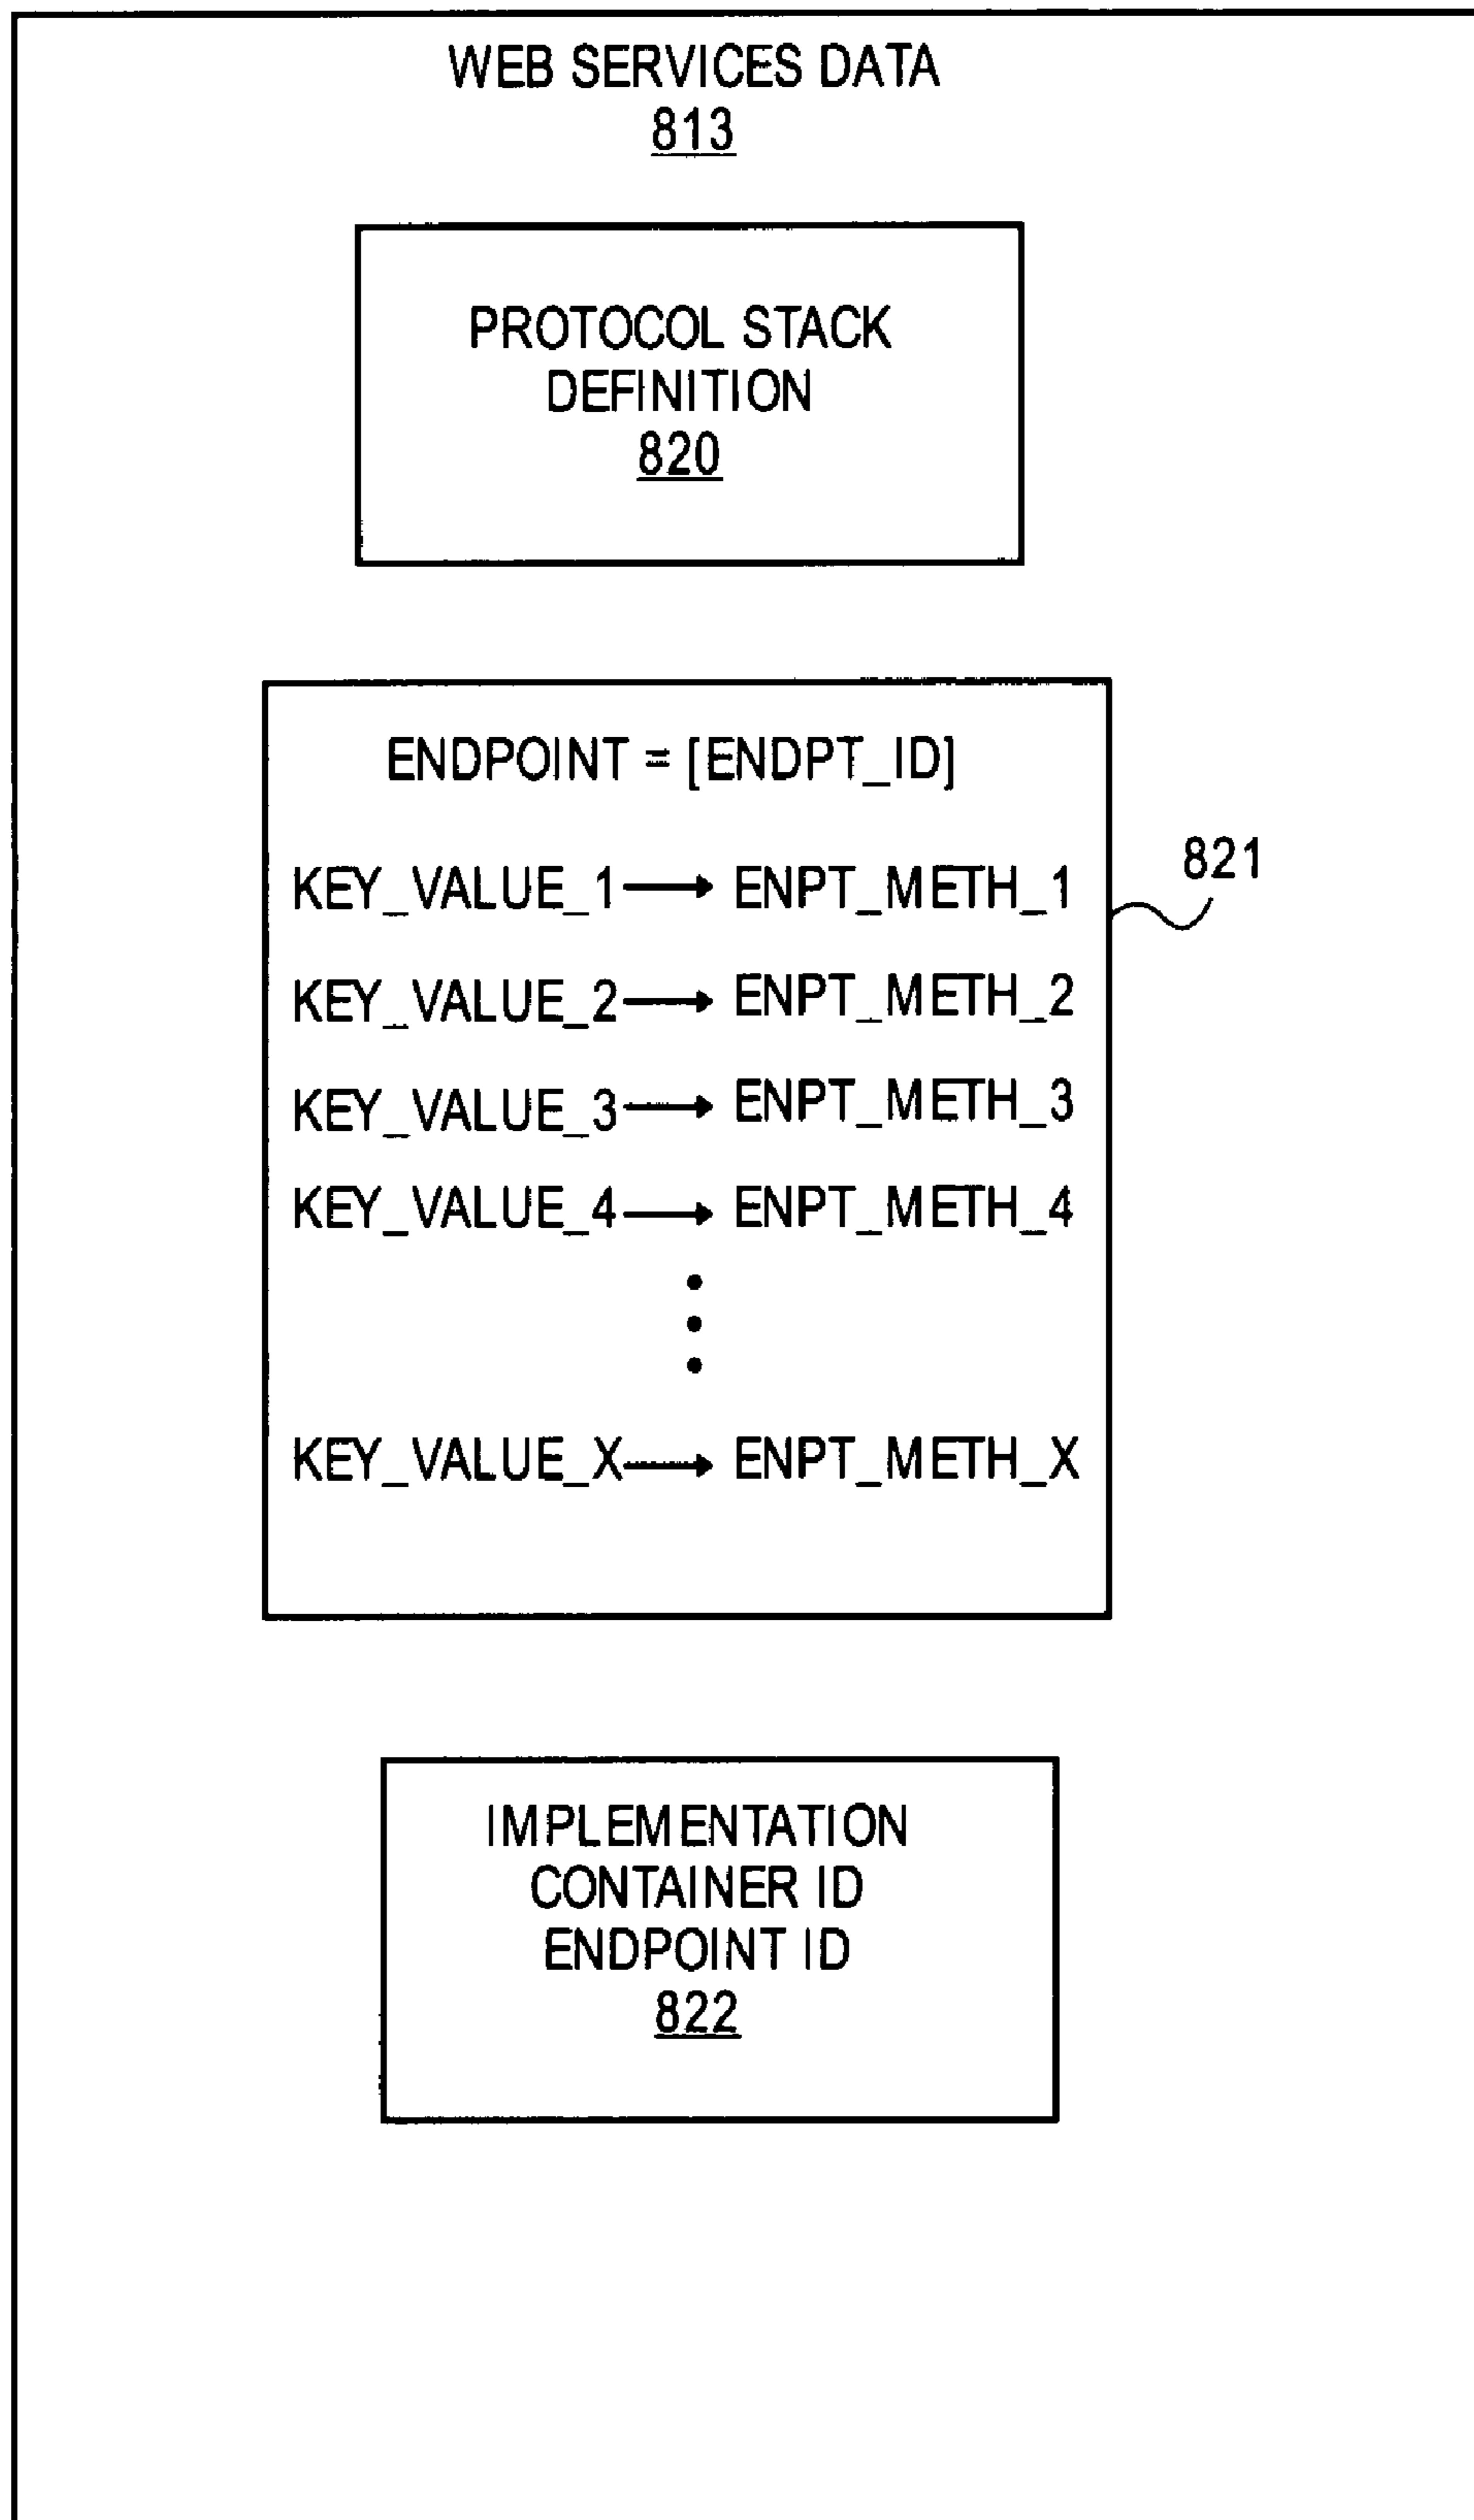 WEB SERVICES DATA
813
PROTOCOL STACK
DEFINITION
820
ENDPOINT = [ENDPT_ID]
KEY_VALUE_1 → ENPT_METH_1
821
KEY_VALUE_2 → ENPT_METH_2
KEY_VALUE_3 → ENPT_METH_3
KEY_VALUE_4 → ENPT_METH_4
KEY_VALUE_X → ENPT_METH_X
IMPLEMENTATION
CONTAINER ID
ENDPOINT ID
822